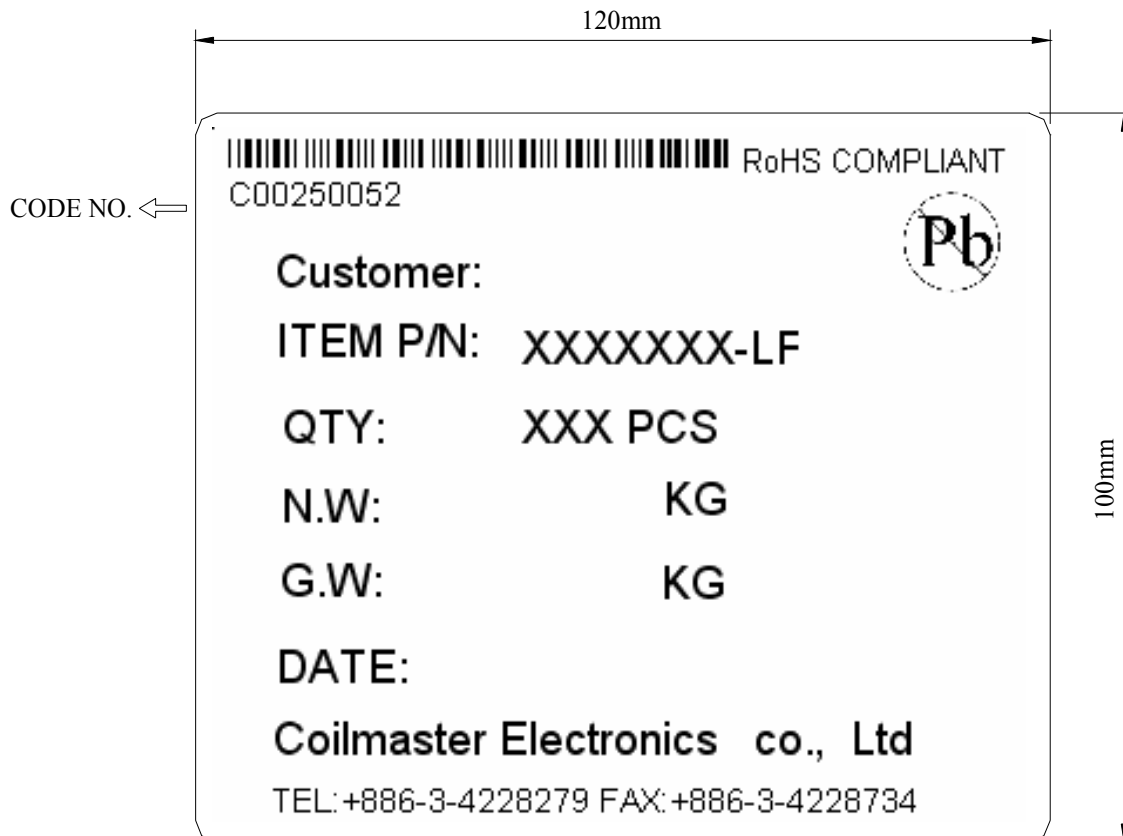 120mm
RoHS COMPLIANT
C00250052
CODE NO.
Pb
Customer:
ITEM P/N: XXXXXXX-LF
QTY: XXX PCS
N.W: KG
G.W: KG
DATE:
100mm
Coilmaster Electronics co., Ltd
TEL:+886-3-4228279 FAX:+886-3-4228734